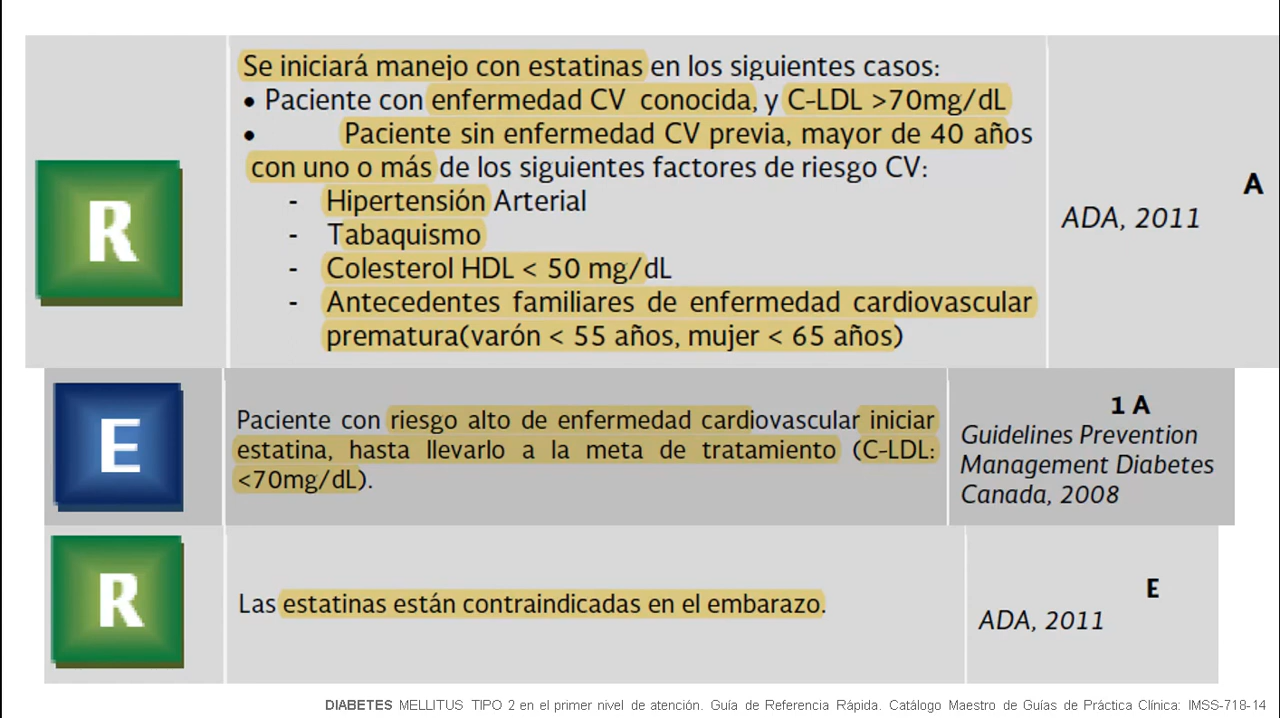 Se iniciará manejo con estatinas en los siguientes casos:
• Paciente con enfermedad CV conocida, y C-LDL >70mg/dL
• Paciente sin enfermedad CV previa, mayor de 40 años
con uno o más de los siguientes factores de riesgo CV:
- Hipertensión Arterial
- Tabaquismo
- Colesterol HDL < 50 mg/dL
- Antecedentes familiares de enfermedad cardiovascular
prematura(varón < 55 años, mujer < 65 años)
R
A
ADA, 2011
E
Paciente con riesgo alto de enfermedad cardiovascular iniciar
estatina, hasta llevarlo a la meta de tratamiento (C-LDL:
<70mg/dL).
1 A
Guidelines Prevention
Management Diabetes
Canada, 2008
R
Las estatinas están contraindicadas en el embarazo.
E
ADA, 2011
DIABETES MELLITUS TIPO 2 en el primer nivel de atención. Guía de Referencia Rápida. Catálogo Maestro de Guías de Práctica Clínica: IMSS-718-14